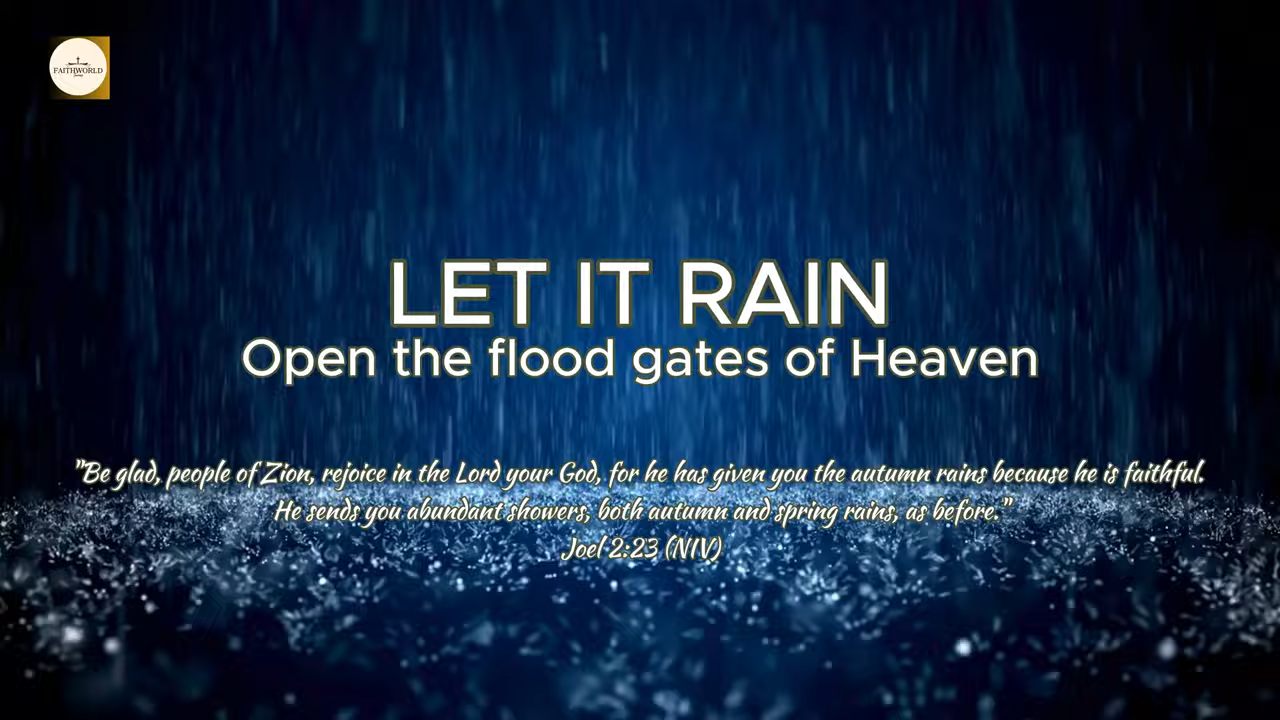 FAITHWORLD
LET IT RAIN
Open the flood gates of Heaven
"Be glad, people of Zion, rejoice in the Lord your God, for he has given you the autumn rains because he is faithful.
He sends you abundant showers, both autumn and spring rains, as before."
Joel 2:23 (NIV)